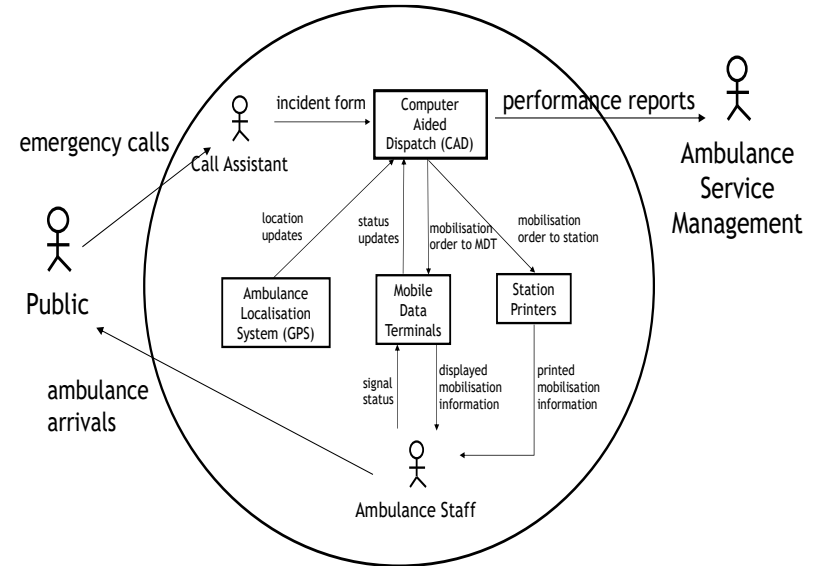 incident form
Computer
Aided
Dispatch (CAD)
performance reports
emergency calls
Call Assistant
Ambulance
Service
Management
location
updates
status
updates
mobilisation
order to MDT
mobilisation
order to station
Public
Ambulance
Localisation
System (GPS)
Mobile
Data
Terminals
Station
Printers
ambulance
arrivals
signal
status
displayed
mobilisation
information
printed
mobilisation
information
Ambulance Staff